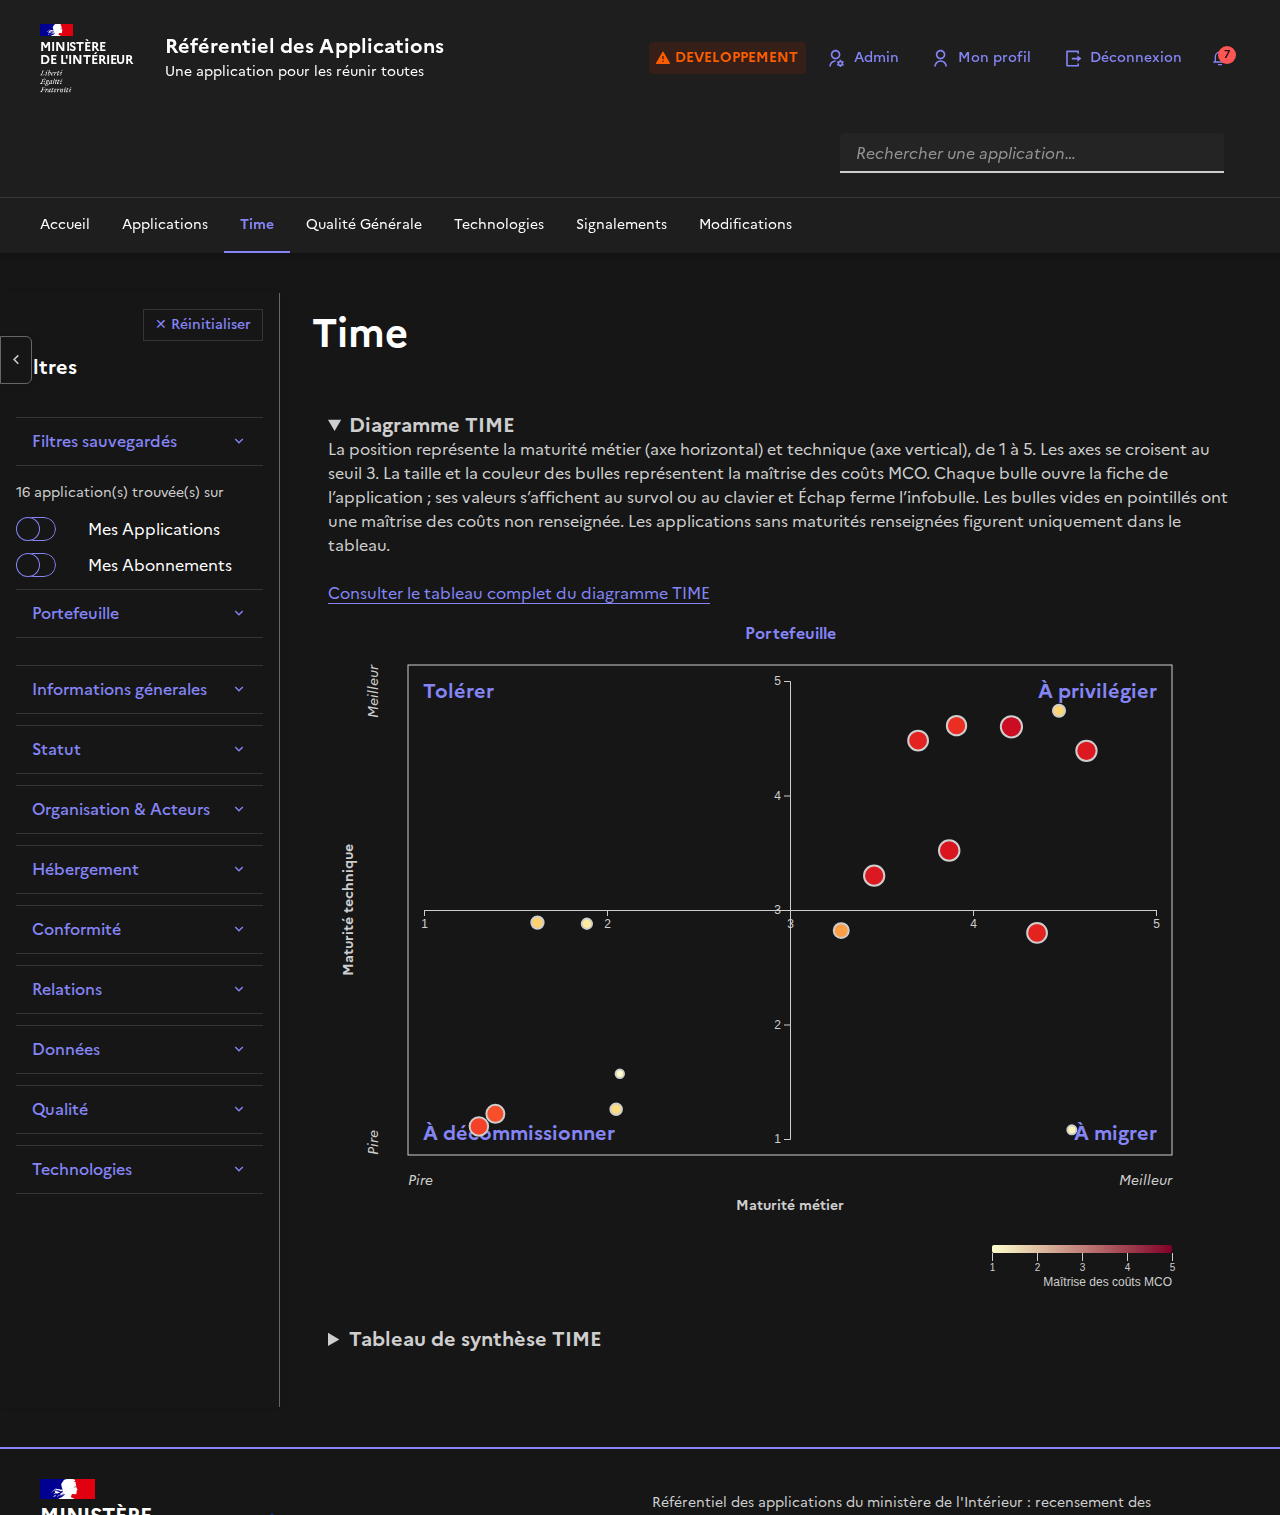 MINISTÈRE
DE L'INTÉRIEUR
Liberté
Égalité
Fraternité
Référentiel des Applications
Une application pour les réunir toutes
DEVELOPPEMENT
Admin
Mon profil
Déconnexion
7
Rechercher une application...
Accueil
Applications
Time
Qualité Générale
Technologies
Signalements
Modifications
× Réinitialiser
ltres
Filtres sauvegardés
16 application(s) trouvée(s) sur
Mes Applications
Mes Abonnements
Portefeuille
Informations génerales
Statut
Organisation & Acteurs
Hébergement
Conformité
Relations
Données
Qualité
Technologies
Time
Diagramme TIME
La position représente la maturité métier (axe horizontal) et technique (axe vertical), de 1 à 5. Les axes se croisent au
seuil 3. La taille et la couleur des bulles représentent la maîtrise des coûts MCO. Chaque bulle ouvre la fiche de
l’application ; ses valeurs s’affichent au survol ou au clavier et Échap ferme l’infobulle. Les bulles vides en pointillés ont
une maîtrise des coûts non renseignée. Les applications sans maturités renseignées figurent uniquement dans le
tableau.
Consulter le tableau complet du diagramme TIME
Portefeuille
Meilleur
Maturité technique
Pire
Tolérer
À privilégier
5
4
3
2
1
1
2
3
4
5
À décommissionner
À migrer
Pire
Meilleur
Maturité métier
1
2
3
4
5
Maîtrise des coûts MCO
Tableau de synthèse TIME
MINISTÈRE
Référentiel des applications du ministère de l'Intérieur : recensement des